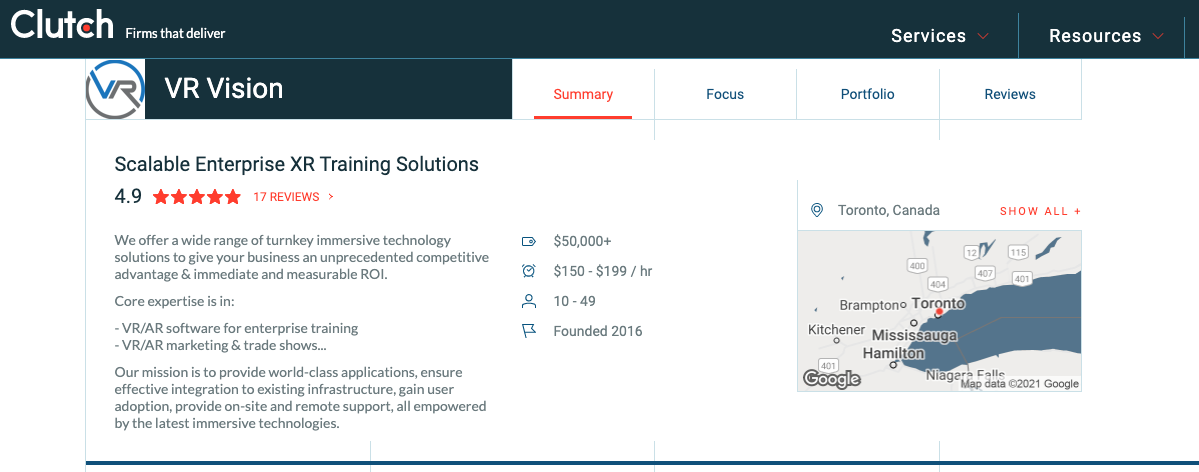 Clutch Firms that deliver
Services
Resources
VR VR Vision
Summary
Focus
Portfolio
Reviews
Scalable Enterprise XR Training Solutions
4.9 17 REVIEWS >
We offer a wide range of turnkey immersive technology
solutions to give your business an unprecedented competitive
advantage & immediate and measurable ROI.
Core expertise is in:
- VR/AR software for enterprise training
- VR/AR marketing & trade shows...
Our mission is to provide world-class applications, ensure
effective integration to existing infrastructure, gain user
adoption, provide on-site and remote support, all empowered
by the latest immersive technologies.
$50,000+
$150 - $199 / hr
10 - 49
Founded 2016
Toronto, Canada
SHOW ALL +
12
115
400
407
401
404
Brampton
Toronto
Kitchener
Mississauga
Hamilton
401
Niagara Falls
Google
Map data ©2021 Google